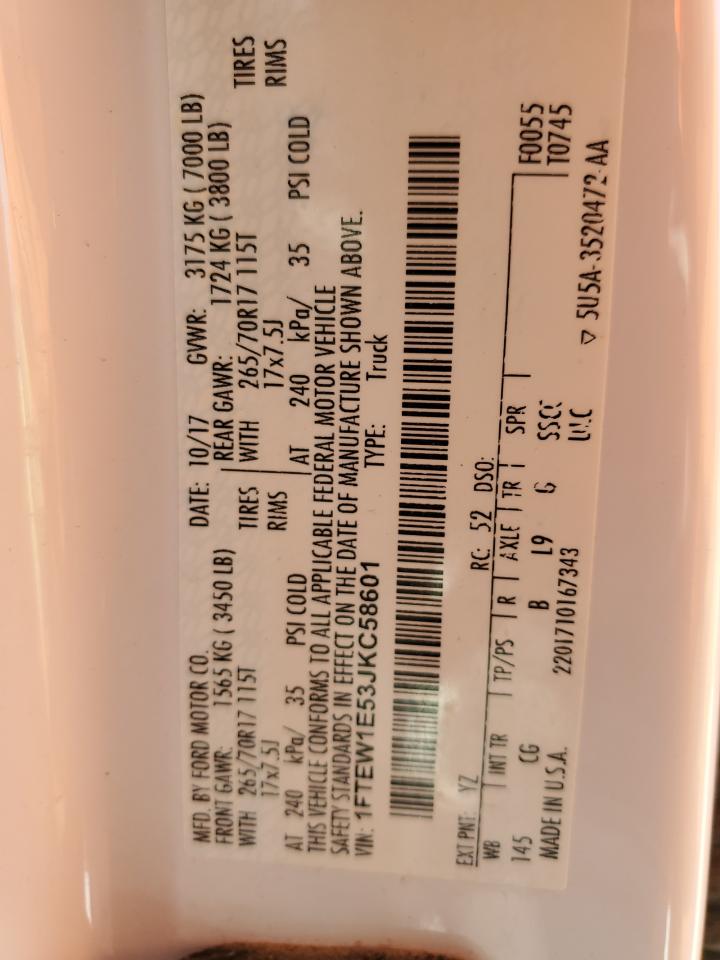 MFD. BY FORD MOTOR CO. DATE: 10/17 GVWR: 3175 KG ( 7000 LB)
FRONT GAWR: 1565 KG ( 3450 LB) REAR GAWR: 1724 KG ( 3800 LB)
WITH 265/70R17 115T TIRES WITH 265/70R17 115T TIRES
17x7.5J RIMS 17x7.5J RIMS
AT 240 kPa/ 35 PSI COLD AT 240 kPa/ 35 PSI COLD
THIS VEHICLE CONFORMS TO ALL APPLICABLE FEDERAL MOTOR VEHICLE
SAFETY STANDARDS IN EFFECT ON THE DATE OF MANUFACTURE SHOWN ABOVE.
VIN: 1FTEW1E53JKC58601 TYPE: Truck
EXT PNT: YZ RC: 52 DSO: F0055
WB INT TR TP/PS R AXLE TR SPR T0745
145 CG B L9 G
MADE IN U.S.A. 2201710167343 ▽ 5U5A-3520472-AA